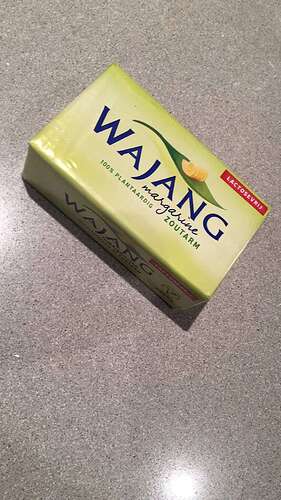 WAJANG
margarine
100% PLANTAARDIG ZOUTARM
LACTOSEVRIJ
WAJANG